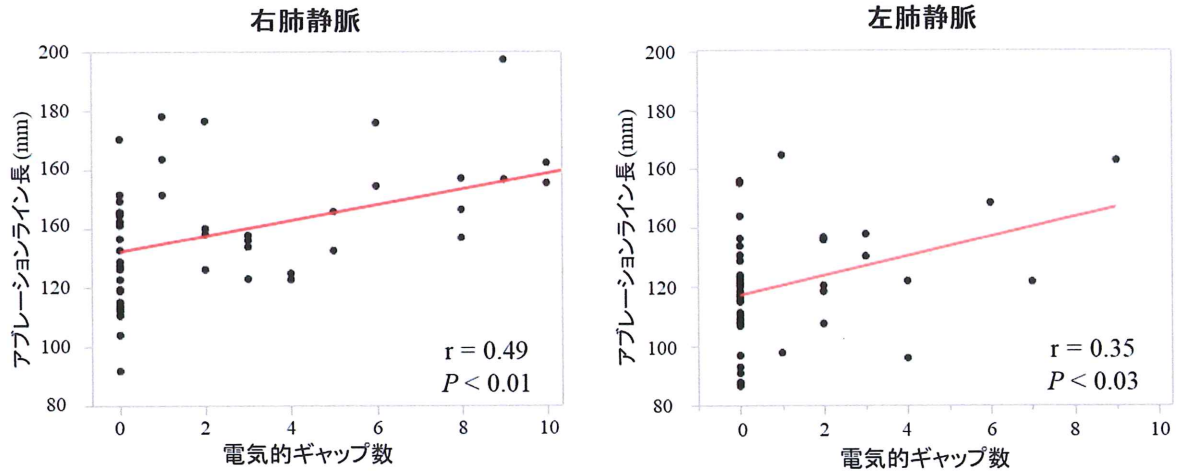 右肺静脈
アブレーションライン長 (mm)
200
180
160
160
120
100
80
r = 0.49
P < 0.01
0 2 4 6 8 10
電気的ギャップ数
左肺静脈
アブレーションライン長 (mm)
200
180
160
160
120
100
80
r = 0.35
P < 0.03
0 2 4 6 8 10
電気的ギャップ数